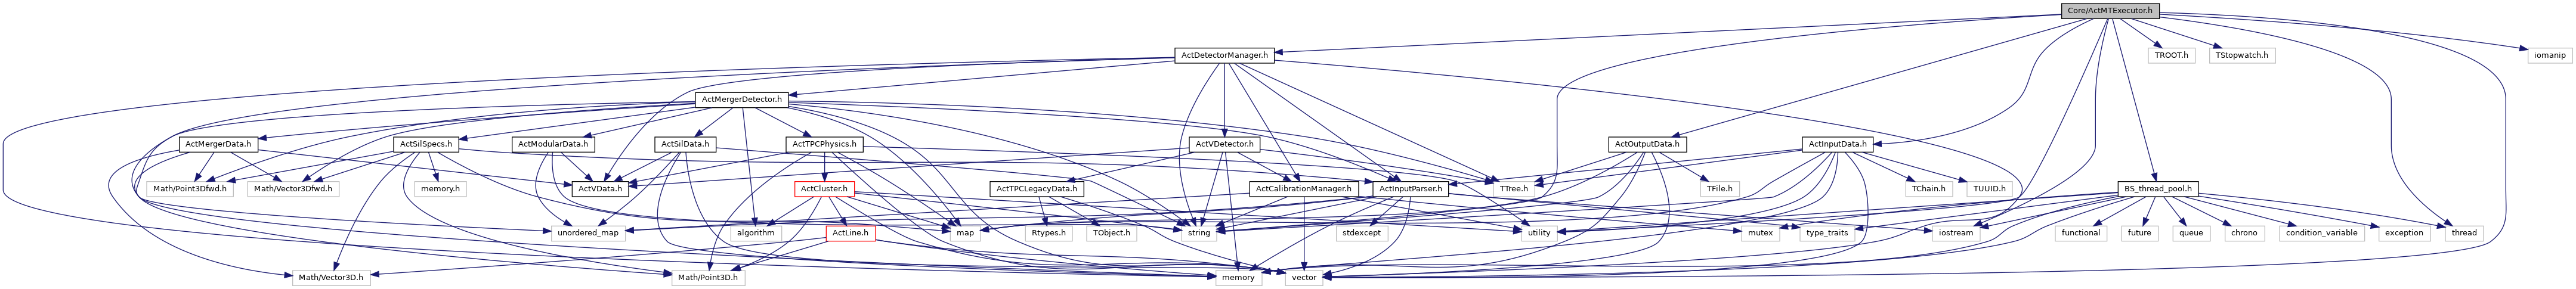 Core/ActMTExecutor.h
ActDetectorManager.h
TROOT.h
TStopwatch.h
iomanip
ActMergerDetector.h
ActMergerData.h
ActSilSpecs.h
ActModularData.h
ActSilData.h
ActTPCPhysics.h
ActVDetector.h
ActOutputData.h
ActInputData.h
Math/Point3Dfwd.h
Math/Vector3Dfwd.h
memory.h
ActVData.h
ActCluster.h
ActTPCLegacyData.h
ActCalibrationManager.h
ActInputParser.h
TTree.h
TFile.h
TChain.h
TUUID.h
BS_thread_pool.h
unordered_map
algorithm
ActLine.h
map
Rtypes.h
TObject.h
string
stdexcept
utility
mutex
type_traits
iostream
functional
future
queue
chrono
condition_variable
exception
thread
Math/Vector3D.h
Math/Point3D.h
memory
vector